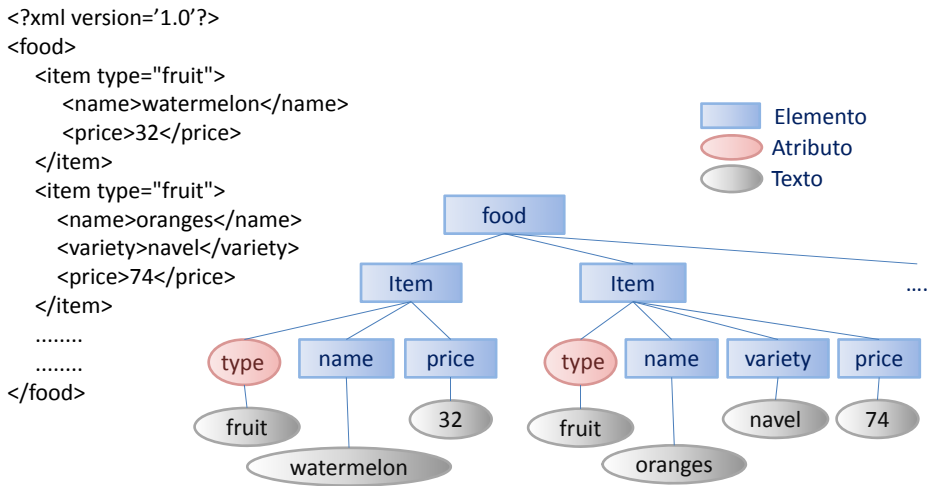 <?xml version='1.0'?>
<food>
<item type="fruit">
<name>watermelon</name>
<price>32</price>
</item>
<item type="fruit">
<name>oranges</name>
<variety>navel</variety>
<price>74</price>
</item>
........
........
</food>
Elemento
Atributo
Texto
food
Item
Item
....
type
name
price
type
name
variety
price
fruit
32
fruit
navel
74
watermelon
oranges